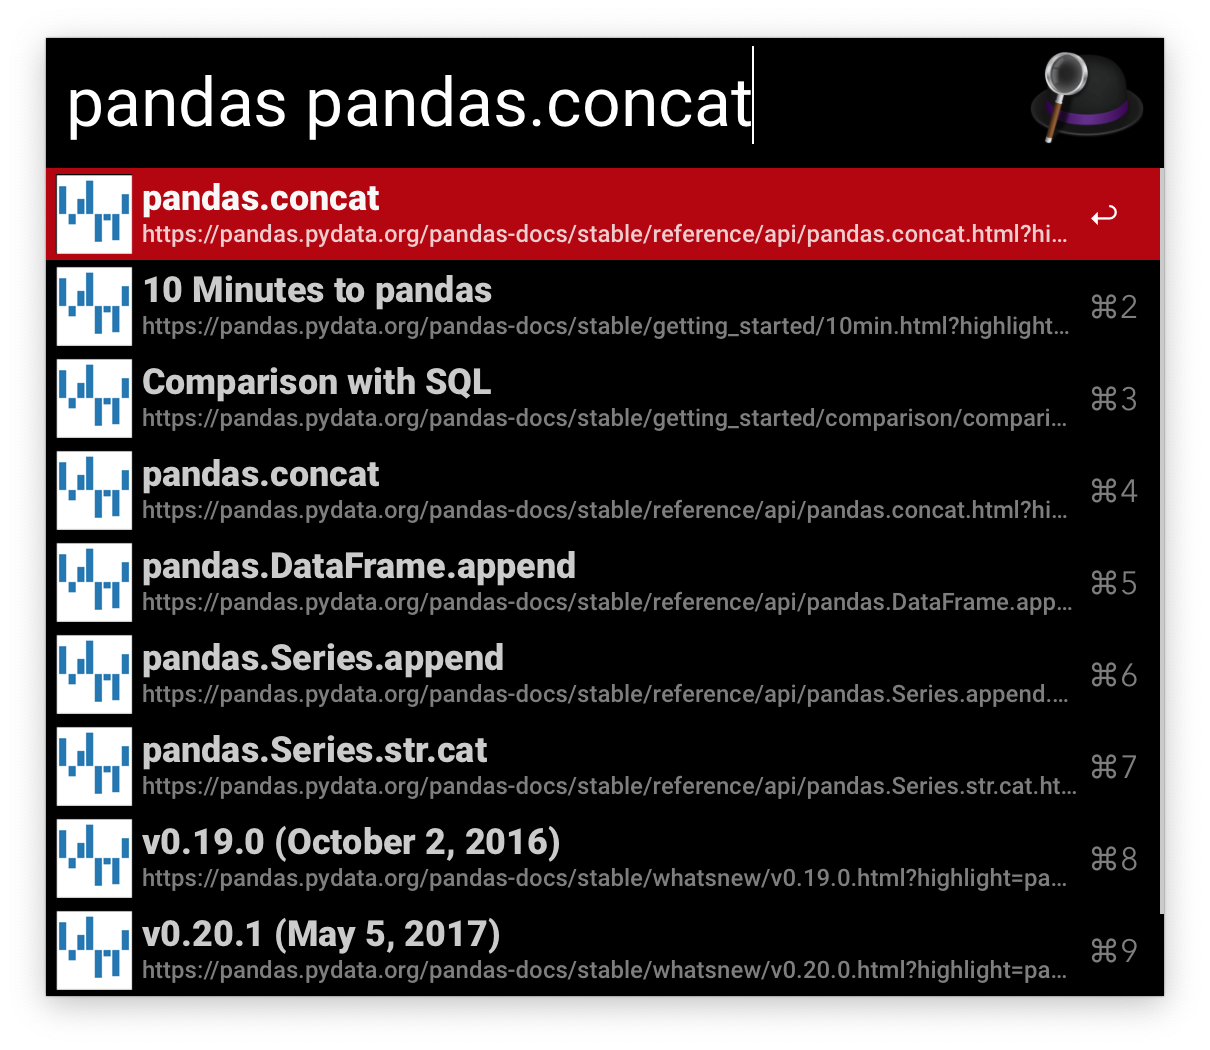 pandas pandas.concat
pandas.concat
https://pandas.pydata.org/pandas-docs/stable/reference/api/pandas.concat.html?hi...
10 Minutes to pandas
https://pandas.pydata.org/pandas-docs/stable/getting_started/10min.html?highlight...
⌘2
Comparison with SQL
https://pandas.pydata.org/pandas-docs/stable/getting_started/comparison/compari...
⌘3
pandas.concat
https://pandas.pydata.org/pandas-docs/stable/reference/api/pandas.concat.html?hi...
⌘4
pandas.DataFrame.append
https://pandas.pydata.org/pandas-docs/stable/reference/api/pandas.DataFrame.app...
⌘5
pandas.Series.append
https://pandas.pydata.org/pandas-docs/stable/reference/api/pandas.Series.append....
⌘6
pandas.Series.str.cat
https://pandas.pydata.org/pandas-docs/stable/reference/api/pandas.Series.str.cat.ht...
⌘7
v0.19.0 (October 2, 2016)
https://pandas.pydata.org/pandas-docs/stable/whatsnew/v0.19.0.html?highlight=pa...
⌘8
v0.20.1 (May 5, 2017)
https://pandas.pydata.org/pandas-docs/stable/whatsnew/v0.20.0.html?highlight=pa...
⌘9